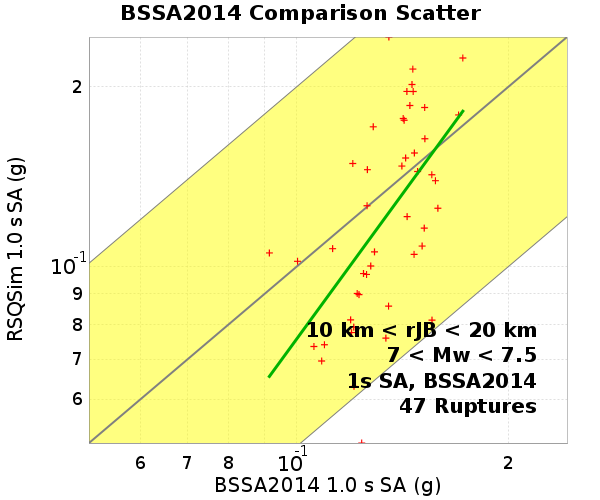 BSSA2014 Comparison Scatter
RSQSim 1.0 s SA (g)
2
10⁻¹
9
8
7
6
10 km < rJB < 20 km
7 < Mw < 7.5
1s SA, BSSA2014
47 Ruptures
6 7 8 10⁻¹ 2
BSSA2014 1.0 s SA (g)